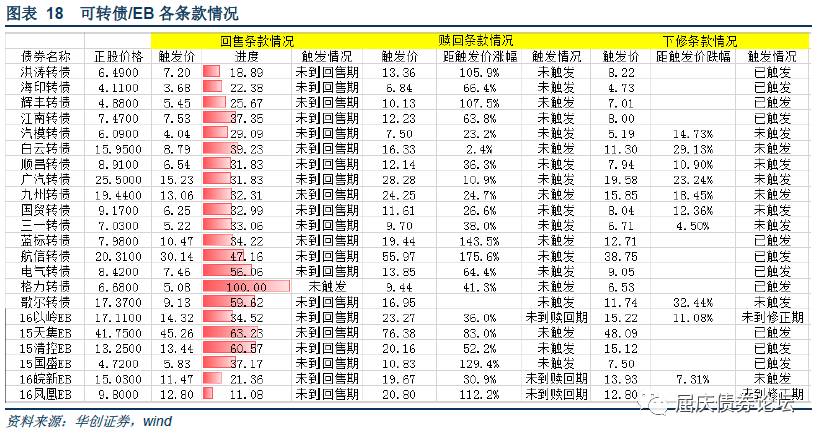 图表 18 可转债/EB 各条款情况
回售条款情况 赎回条款情况 下修条款情况
债券名称 正股价格 触发价 进度 触发情况 触发价 距触发价涨幅 触发情况 触发价 距触发价跌幅 触发情况
洪涛转债 6.4900 7.20 18.89 未到回售期 13.36 105.9% 未触发 8.22 已触发
海印转债 4.1100 3.68 22.38 未到回售期 6.84 66.4% 未触发 4.73 已触发
辉丰转债 4.8800 5.45 25.67 未到回售期 10.13 107.5% 未触发 7.01 已触发
江南转债 7.4700 7.53 37.35 未到回售期 12.23 63.8% 未触发 8.00 已触发
汽模转债 6.0900 4.04 29.09 未到回售期 7.50 23.2% 未触发 5.19 14.73% 未触发
白云转债 15.9500 8.79 39.23 未到回售期 16.33 2.4% 未触发 11.30 29.13% 未触发
顺昌转债 8.9100 6.54 31.83 未到回售期 12.14 36.3% 未触发 7.94 10.90% 未触发
广汽转债 25.5000 15.23 31.83 未到回售期 28.28 10.9% 未触发 19.58 23.24% 未触发
九州转债 19.4400 13.06 32.31 未到回售期 24.25 24.7% 未触发 15.85 18.45% 未触发
国贸转债 9.1700 6.25 32.99 未到回售期 11.61 26.6% 未触发 8.04 12.36% 未触发
三一转债 7.0300 5.22 33.06 未到回售期 9.70 38.0% 未触发 6.71 4.50% 未触发
蓝标转债 7.9800 10.47 34.22 未到回售期 19.44 143.5% 未触发 12.71 已触发
航信转债 20.3100 30.14 47.16 未到回售期 55.97 175.6% 未触发 38.75 已触发
电气转债 8.4200 7.46 56.06 未到回售期 13.85 64.4% 未触发 9.05 已触发
格力转债 6.6800 5.08 100.00 未触发 9.44 41.3% 未触发 6.53 已触发
歌尔转债 17.3700 9.13 59.62 未到回售期 16.95 未触发 11.74 32.44% 未触发
16以岭EB 17.1100 14.32 34.52 未到回售期 23.27 36.0% 未到赎回期 15.22 11.08% 未到修正期
15天集EB 41.7500 45.26 63.23 未到回售期 76.38 83.0% 未触发 48.09 已触发
15清控EB 13.2500 13.44 60.57 未到回售期 20.16 52.2% 未触发 15.12 已触发
15国盛EB 4.7200 5.83 37.17 未到回售期 10.83 129.4% 未触发 7.50 已触发
16皖新EB 15.0300 11.47 21.36 未到回售期 19.67 30.9% 未到赎回期 13.93 7.31% 未触发
16凤凰EB 9.8000 12.80 11.08 未到回售期 20.80 112.2% 未到赎回期 12.80 未到修正期
屈庆债券论坛
资料来源：华创证券，wind